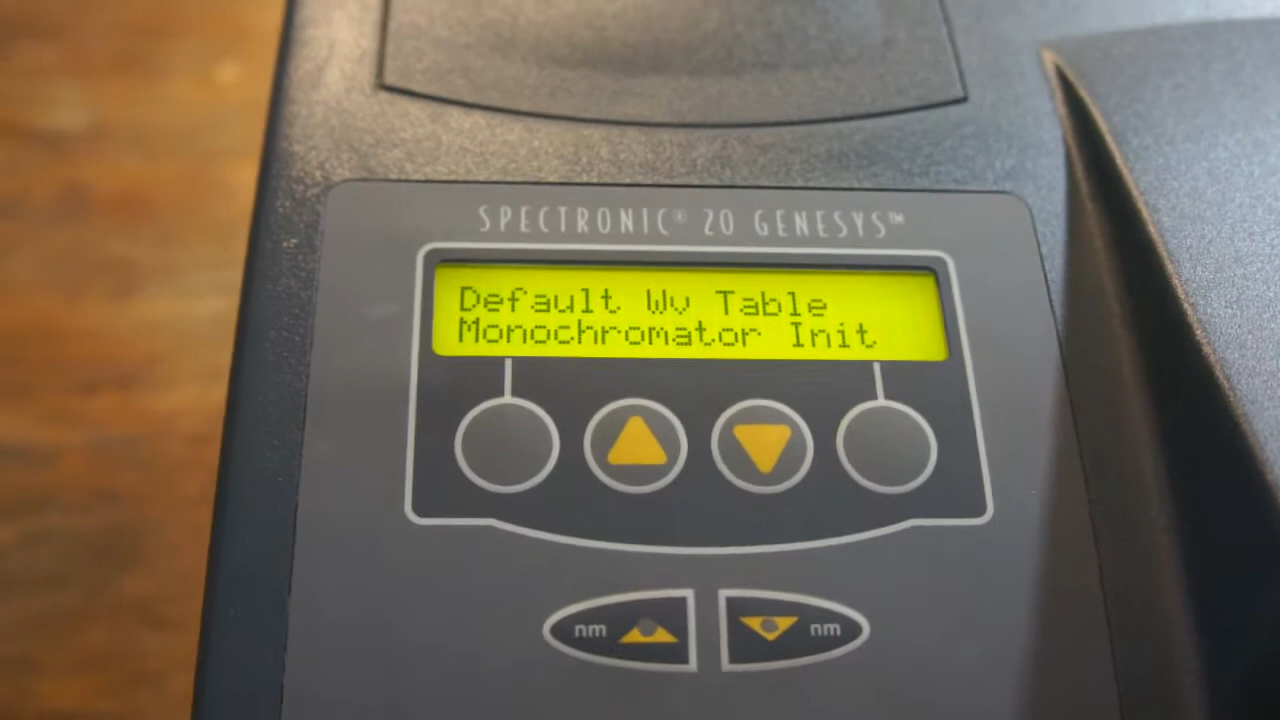 SPECTRONIC® 20 GENESYS™
Default Wv Table
Monochromator Init
nm nm